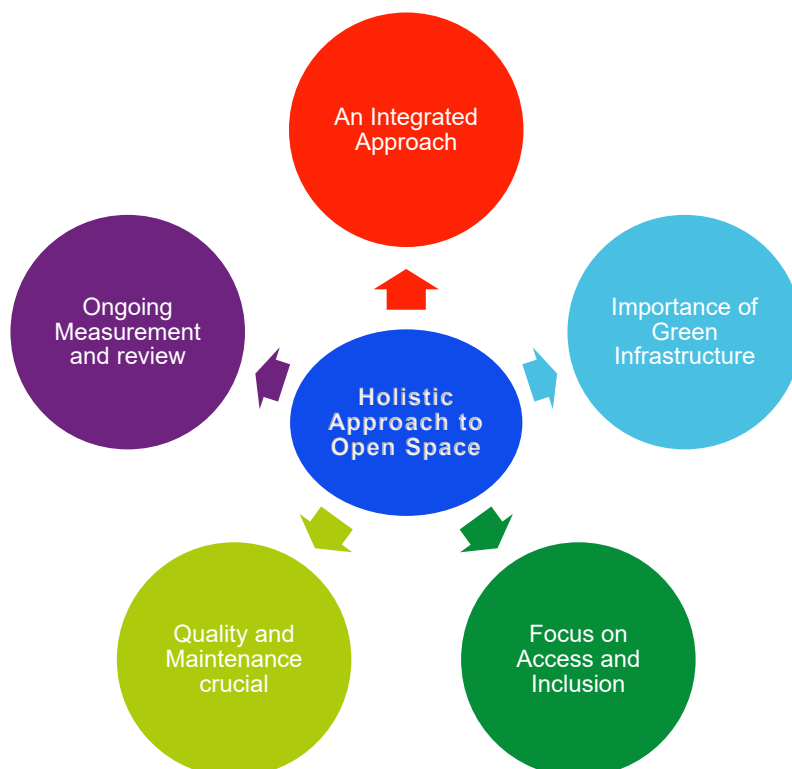 An Integrated
Approach
Importance of
Green
Infrastructure
Focus on
Access and
Inclusion
Quality and
Maintenance
crucial
Ongoing
Measurement
and review
Holistic
Approach to
Open Space